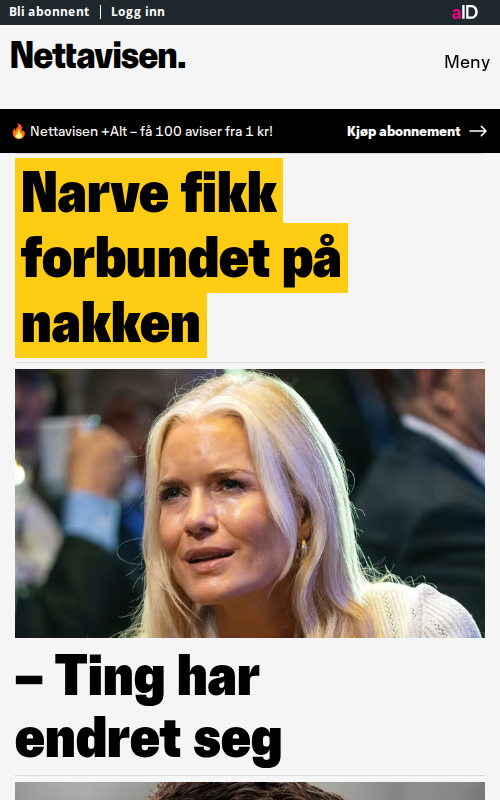 Bli abonnent | Logg inn
aID
Nettavisen.
Meny
🔥 Nettavisen +Alt – få 100 aviser fra 1 kr!
Kjøp abonnement →
Narve fikk
forbundet på
nakken
– Ting har
endret seg